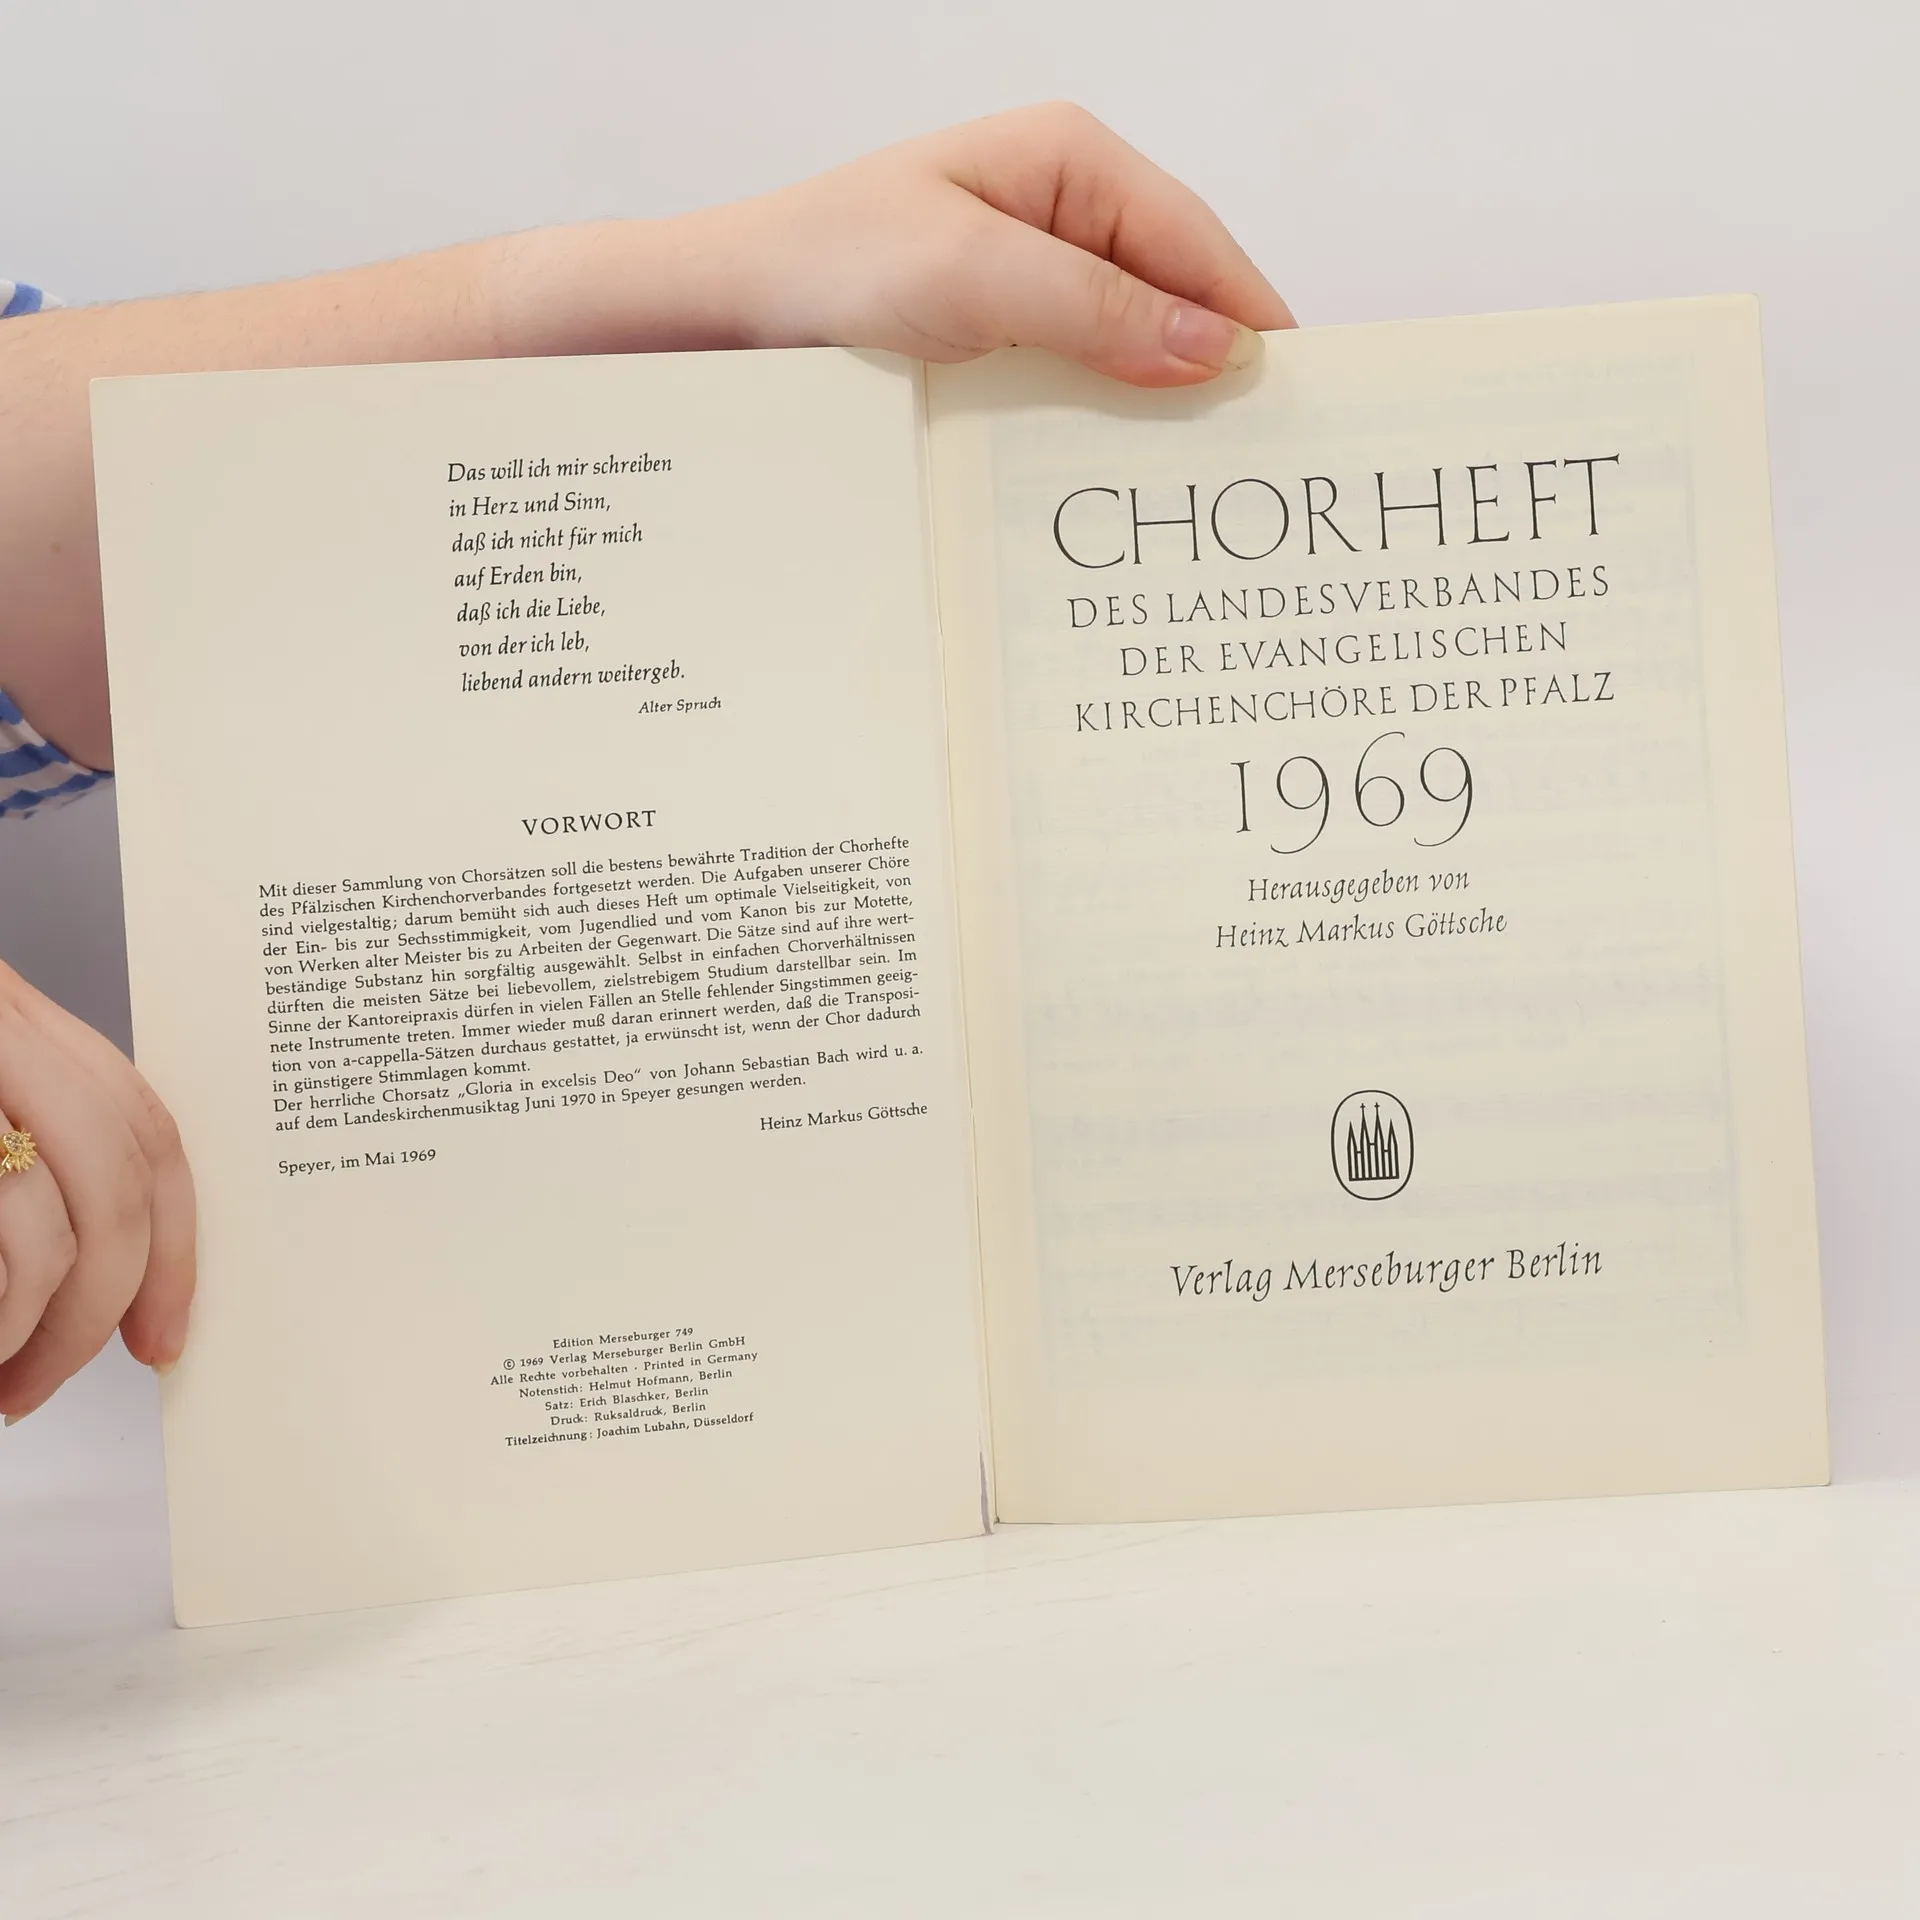 Das will ich mir schreiben
in Herz und Sinn,
daß ich nicht für mich
auf Erden bin,
daß ich die Liebe,
von der ich leb,
liebend andern weitergeb.
Alter Spruch
VORWORT
Mit dieser Sammlung von Chorsätzen soll die bestens bewährte Tradition der Chorhefte
des Pfälzischen Kirchenchorverbandes fortgesetzt werden. Die Aufgaben unserer Chöre
sind vielgestaltig; darum bemüht sich auch dieses Heft um optimale Vielseitigkeit, von
der Ein- bis zur Sechsstimmigkeit, vom Jugendlied und vom Kanon bis zur Motette,
von Werken alter Meister bis zu Arbeiten der Gegenwart. Die Sätze sind auf ihre wert-
beständige Substanz hin sorgfältig ausgewählt. Selbst in einfachen Chorverhältnissen
dürften die meisten Sätze bei liebevollem, zielstrebigem Studium darstellbar sein. Im
Sinne der Kantoreipraxis dürfen in vielen Fällen an Stelle fehlender Singstimmen geeig-
nete Instrumente treten. Immer wieder muß daran erinnert werden, daß die Transposi-
tion von a-cappella-Sätzen durchaus gestattet, ja erwünscht ist, wenn der Chor dadurch
in günstigere Stimmlagen kommt.
Der herrliche Chorsatz „Gloria in excelsis Deo“ von Johann Sebastian Bach wird u. a.
auf dem Landeskirchenmusiktag Juni 1970 in Speyer gesungen werden.
Heinz Markus Göttsche
Speyer, im Mai 1969
Edition Merseburger 749
© 1969 Verlag Merseburger Berlin GmbH
Alle Rechte vorbehalten · Printed in Germany
Notenstich: Helmut Hofmann, Berlin
Satz: Erich Blaschker, Berlin
Druck: Ruksaldruck, Berlin
Titelzeichnung: Joachim Lubahn, Düsseldorf
CHORHEFT
DES LANDESVERBANDES
DER EVANGELISCHEN
KIRCHENCHÖRE DER PFALZ
1969
Herausgegeben von
Heinz Markus Göttsche
Verlag Merseburger Berlin